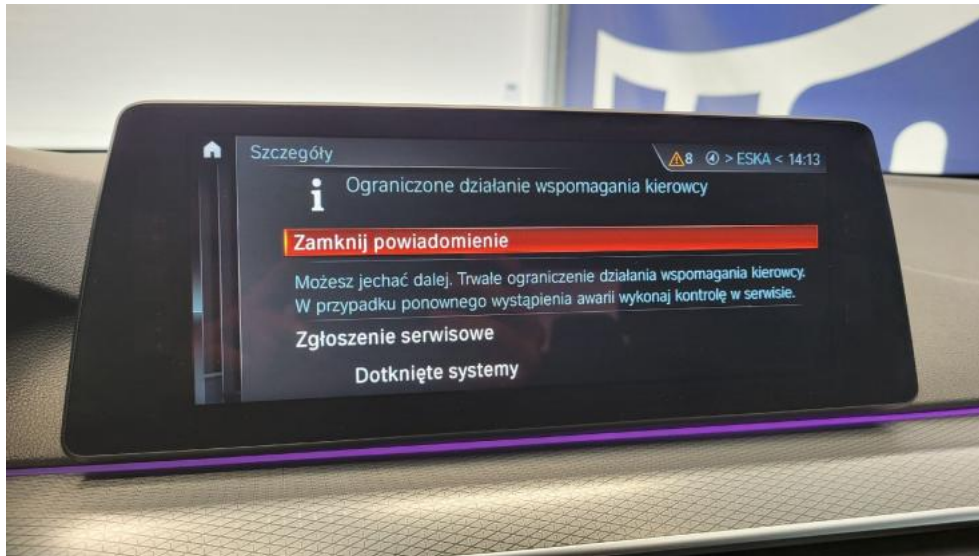 Szczegóły
8 4 > ESKA < 14:13
Ograniczone działanie wspomagania kierowcy
Zamknij powiadomienie
Możesz jechać dalej. Trwałe ograniczenie działania wspomagania kierowcy.
W przypadku ponownego wystąpienia awarii wykonaj kontrolę w serwisie.
Zgłoszenie serwisowe
Dotknięte systemy